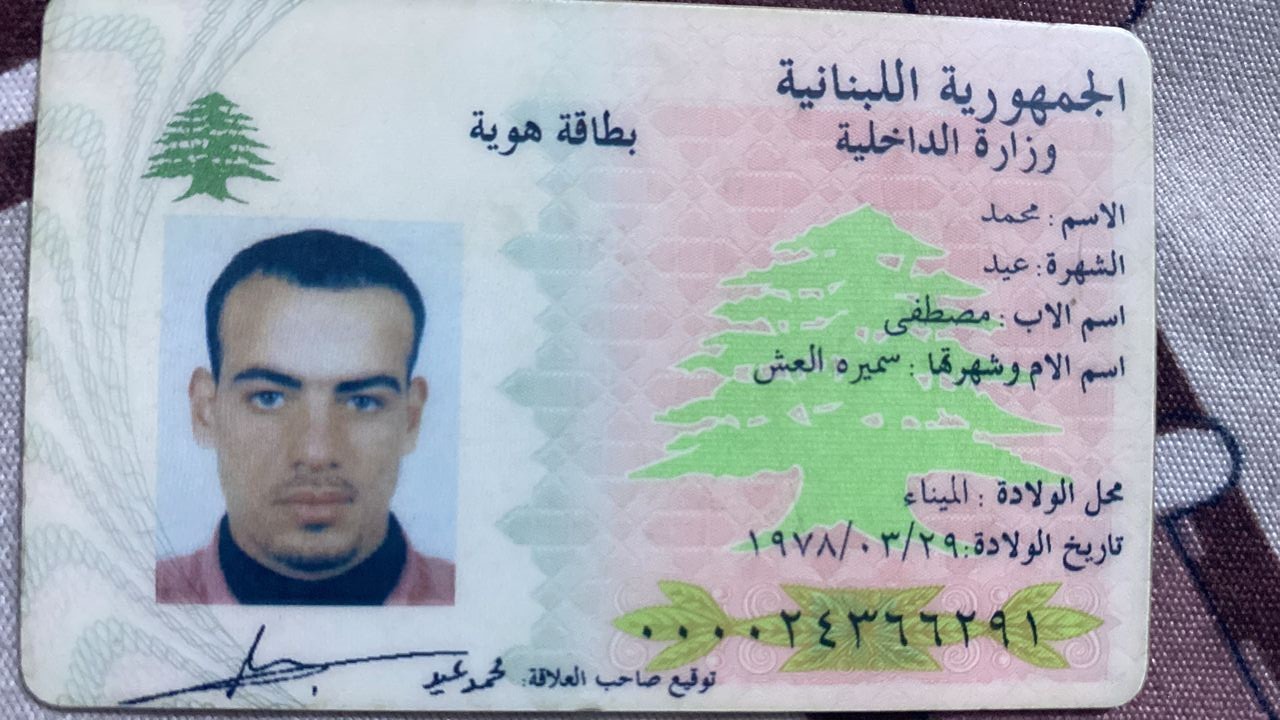 الجمهورية اللبنانية
وزارة الداخلية
بطاقة هوية
الاسم: محمد
الشهرة: عيد
اسم الاب: مصطفى
اسم الام وشهرتها: سميره العش
محل الولادة: الميناء
تاريخ الولادة: ١٩٧٨/٠٣/٢٩
٠٠٠٠٢٤٣٦٦٢٩١
توقيع صاحب العلاقة: محمد عيد